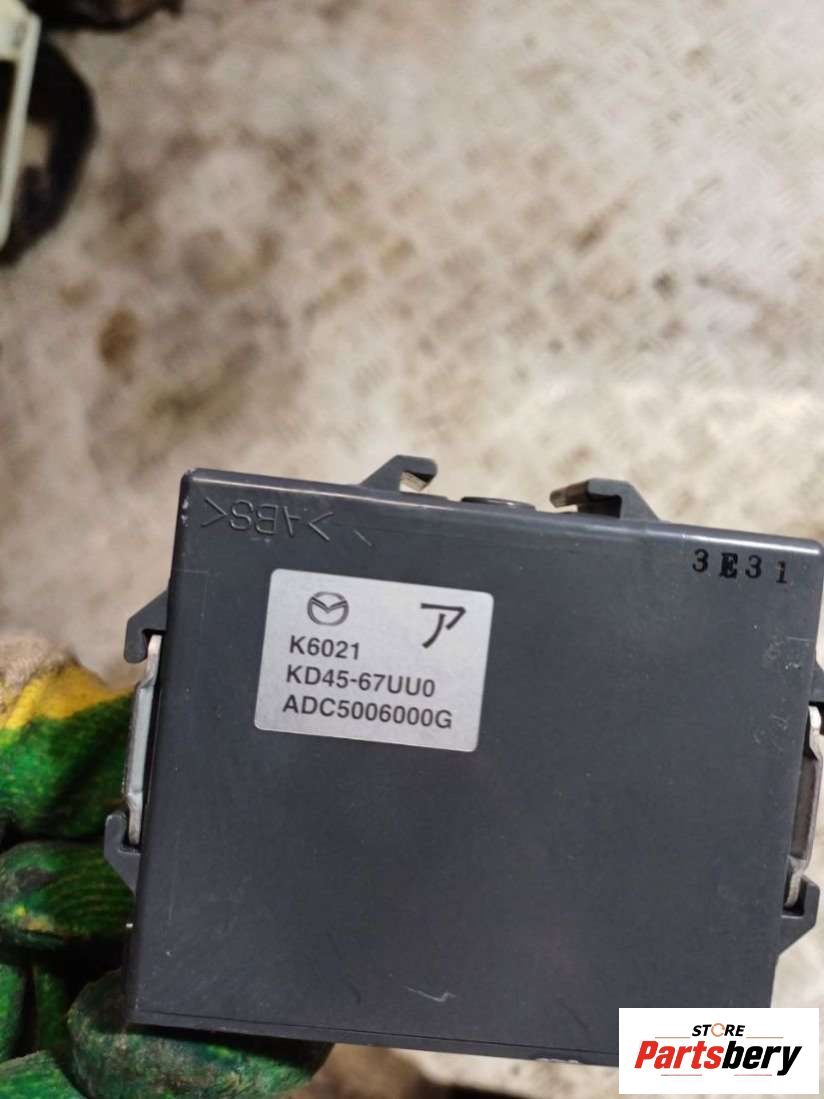 >ABS<
3E31
ア
K6021
KD45-67UU0
ADC5006000G
STORE
Partsbery